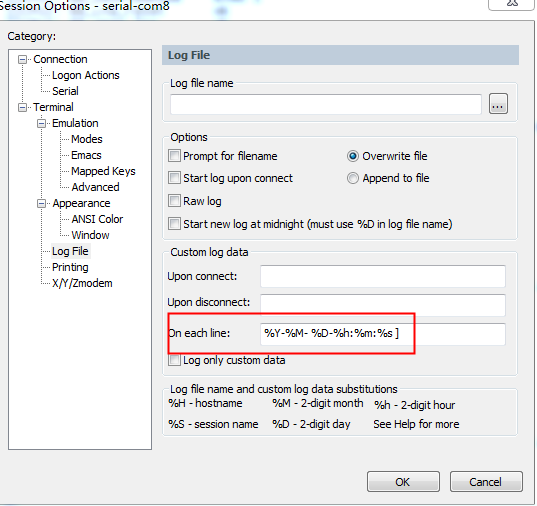 Session Options - serial-com8
Category:
Connection
Logon Actions
Serial
Terminal
Emulation
Modes
Emacs
Mapped Keys
Advanced
Appearance
ANSI Color
Window
Log File
Printing
X/Y/Zmodem
Log File
Log file name
...
Options
Prompt for filename
Overwrite file
Start log upon connect
Append to file
Raw log
Start new log at midnight (must use %D in log file name)
Custom log data
Upon connect:
Upon disconnect:
On each line: %Y-%M- %D-%h:%m:%s ]
Log only custom data
Log file name and custom log data substitutions
%H - hostname %M - 2-digit month %h - 2-digit hour
%S - session name %D - 2-digit day See Help for more
OK Cancel